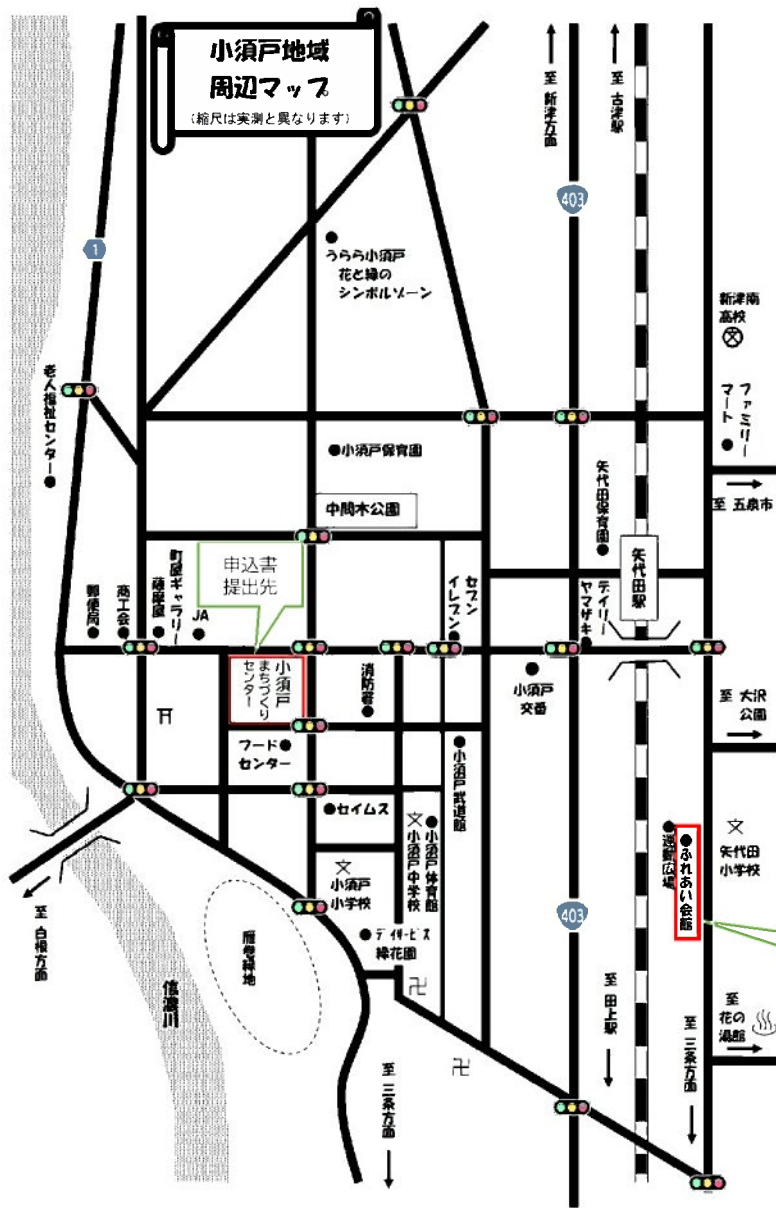 小須戸地域
周辺マップ
(縮尺は実測と異なります)
至 新津方面
至 古津駅
403
1
うらら小須戸
花と緑の
シンボルゾーン
新津南
高校
ファミリー
マート
老人福祉センター
小須戸保育園
矢代田保育園
至 五泉市
中間木公園
申込書
提出先
矢代田駅
郵便局
商工会
町屋ギャラリー
薩摩屋
JA
セブン
イレブン
デイリー
ヤマザキ
小須戸
まちづくり
センター
消防署
小須戸
交番
至 大沢
公園
フード
センター
小須戸武道館
セイムス
小須戸中学校
小須戸体育館
運動広場
ふれあい会館
矢代田
小学校
小須戸
小学校
403
至 白根方面
信濃川
雁巻緑地
デイサービス
緑花園
至 田上駅
至
花の
湯館
至 三条方面
至 三条方面